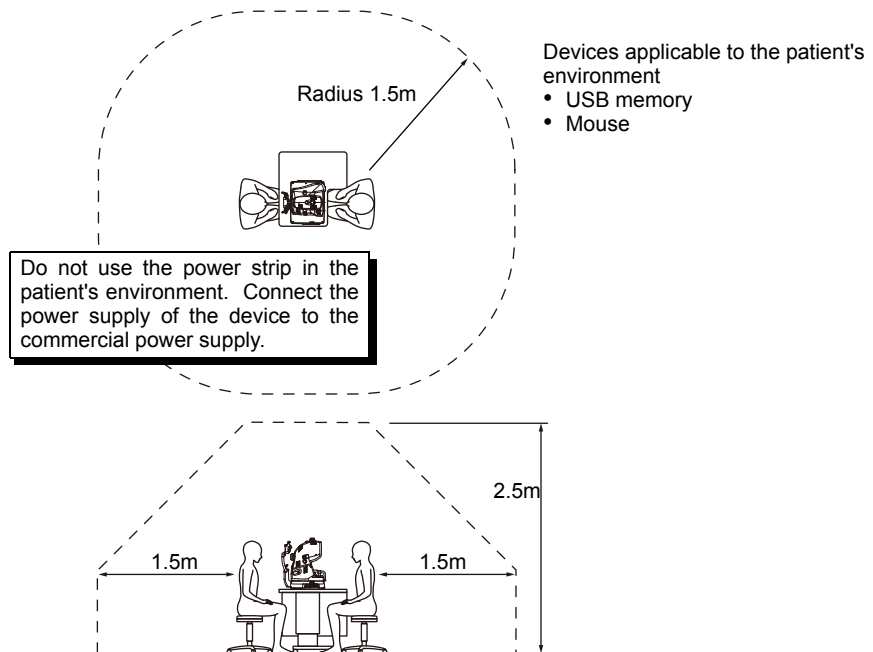 Devices applicable to the patient's
environment
• USB memory
• Mouse
Radius 1.5m
Do not use the power strip in the
patient's environment. Connect the
power supply of the device to the
commercial power supply.
2.5m
1.5m
1.5m